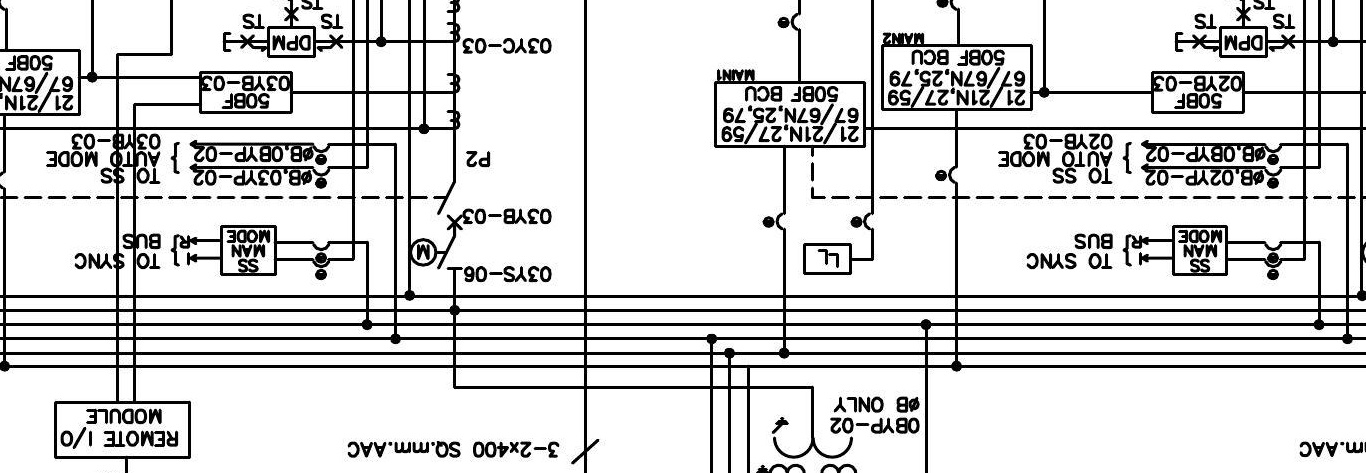 m.AAC
0BYP-02
ØB ONLY
3-2x400 SQ.mm.AAC
REMOTE I/O
MODULE
SS
MAN
MODE
TO SYNC
BUS
R
LL
03YS-06
M
03YB-03
SS
MAN
MODE
TO SYNC
BUS
R
ØB,02YP-02
ØB,0BYP-02
TO SS
AUTO MODE
02YB-03
P2
ØB,03YP-02
ØB,0BYP-02
TO SS
AUTO MODE
03YB-03
50BF
02YB-03
21/21N,27/59
67/67N,25,79
50BF BCU
MAIN2
21/21N,27/59
67/67N,25,79
50BF BCU
MAIN1
50BF
03YB-03
21/21N,
67/67N
50BF
TS
DPM
TS
TS
03YC-03
TS
DPM
TS
TS